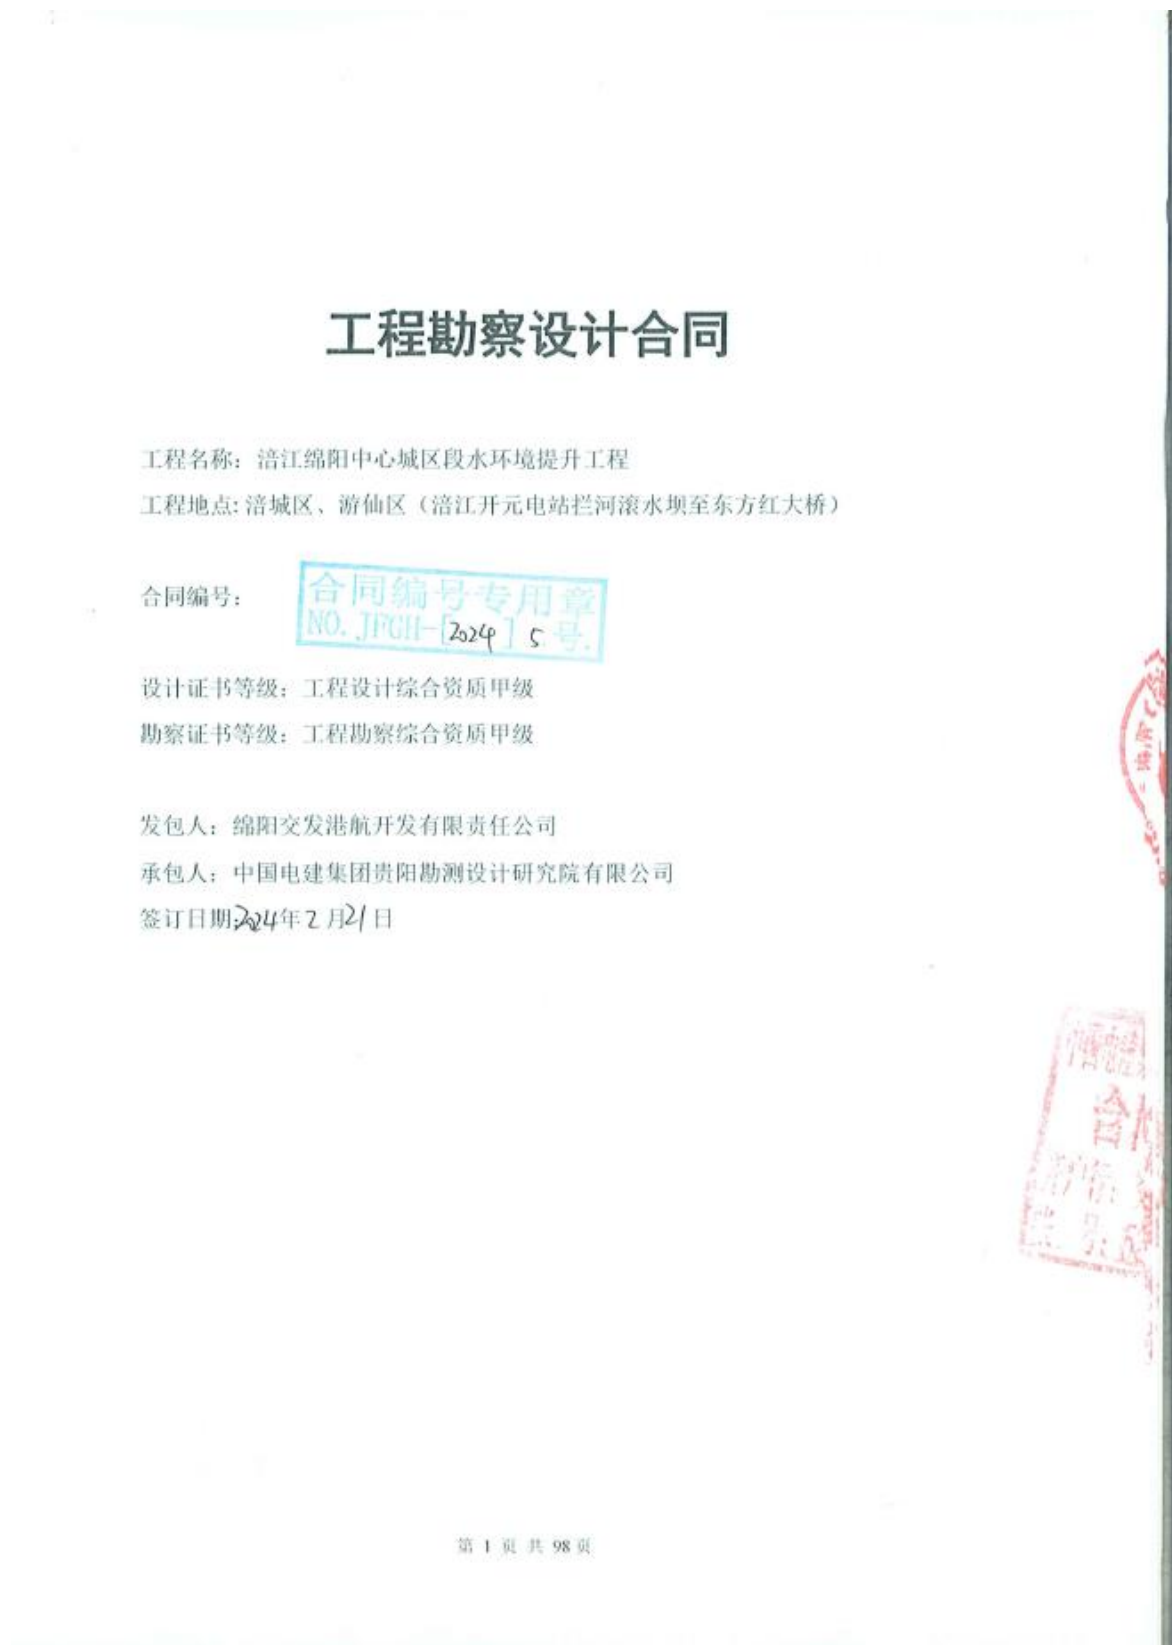 工程勘察设计合同
工程名称：涪江绵阳中心城区段水环境提升工程
工程地点: 涪城区、游仙区（涪江开元电站拦河滚水坝至东方红大桥）
合同编号：
合同编号专用章
NO. JFGH-[2024] 5 号.
设计证书等级：工程设计综合资质甲级
勘察证书等级：工程勘察综合资质甲级
发包人：绵阳交发港航开发有限责任公司
承包人：中国电建集团贵阳勘测设计研究院有限公司
签订日期:2024年2月21日
第 1 页 共 98 页